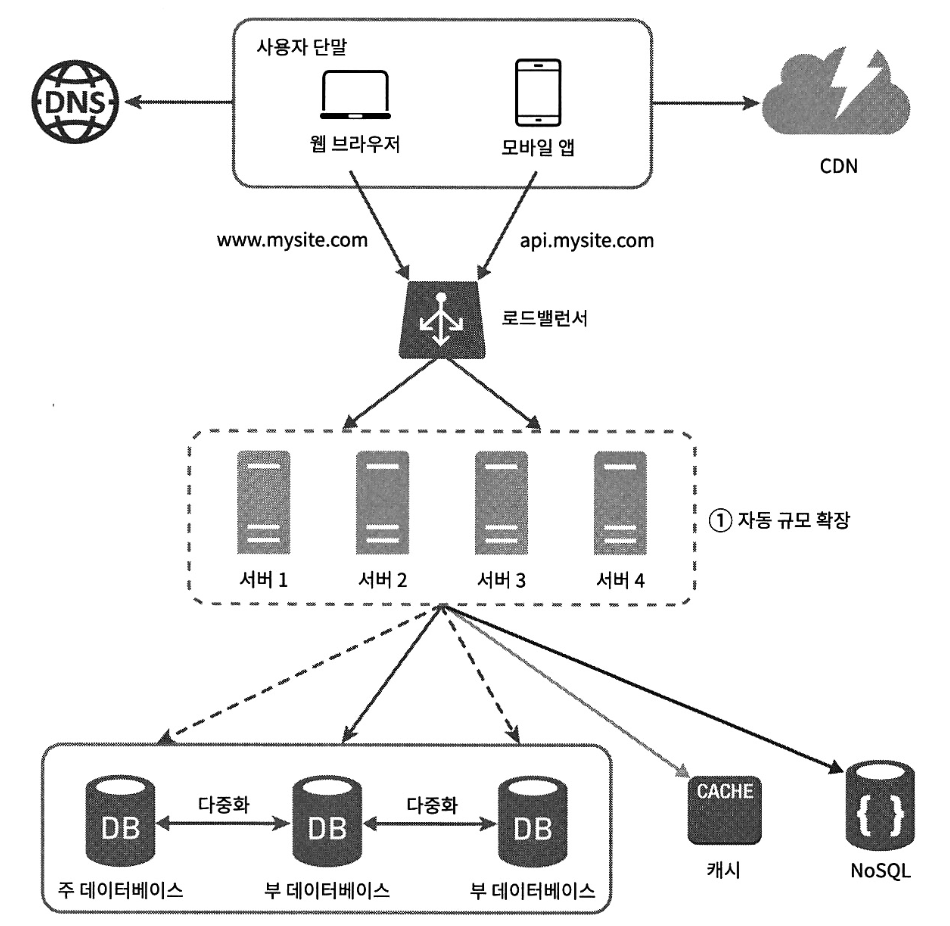 사용자 단말
DNS
웹 브라우저
모바일 앱
CDN
www.mysite.com
api.mysite.com
로드밸런서
서버 1
서버 2
서버 3
서버 4
① 자동 규모 확장
다중화
다중화
DB
DB
DB
주 데이터베이스
부 데이터베이스
부 데이터베이스
CACHE
캐시
{ }
NoSQL